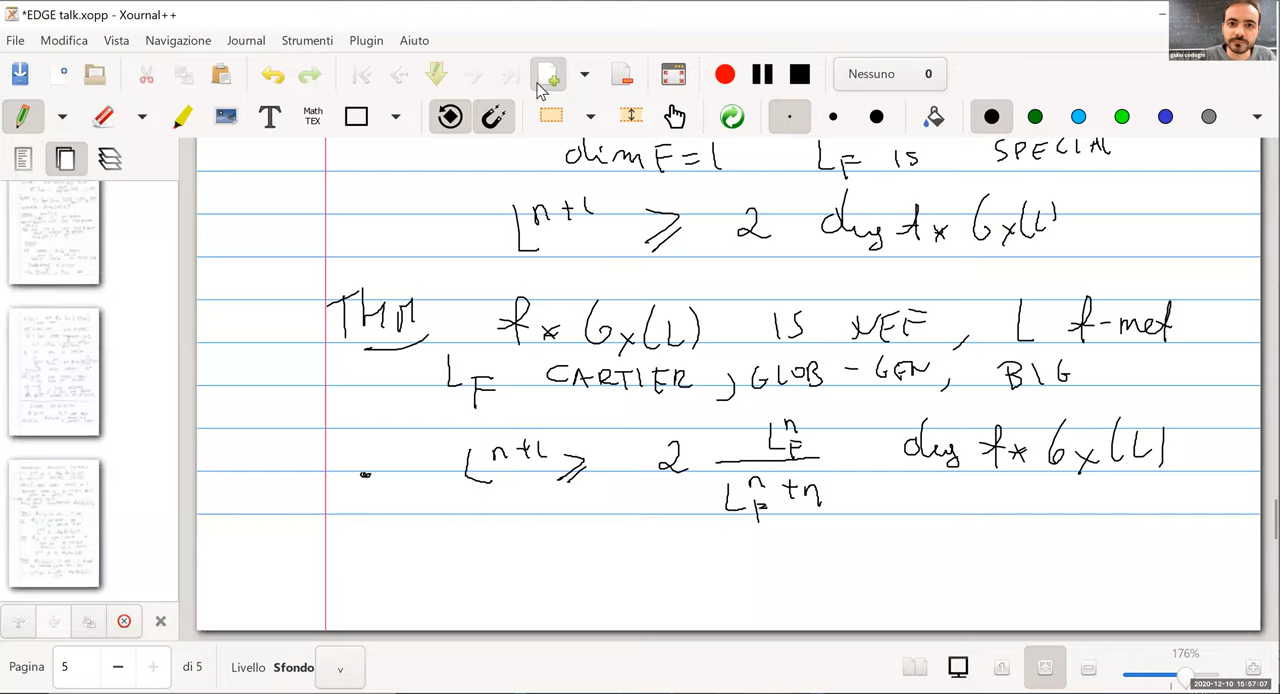 *EDGE talk.xopp - Xournal++
giulio codogni
File Modifica Vista Navigazione Journal Strumenti Plugin Aiuto
Nessuno 0
T Math TEX
dim F = 1 L_F IS SPECIAL
L^{n+1} ≥ 2 deg f_* O_X(L)
THM f_* O_X(L) IS NEF, L f-nef
L_F CARTIER, GLOB-GEN, BIG
L^{n+1} ≥ 2 \frac{L_F^n}{L_F^n + n} deg f_* O_X(L)
176%
Pagina 5 di 5 Livello Sfondo
2020-12-10 15:57:07